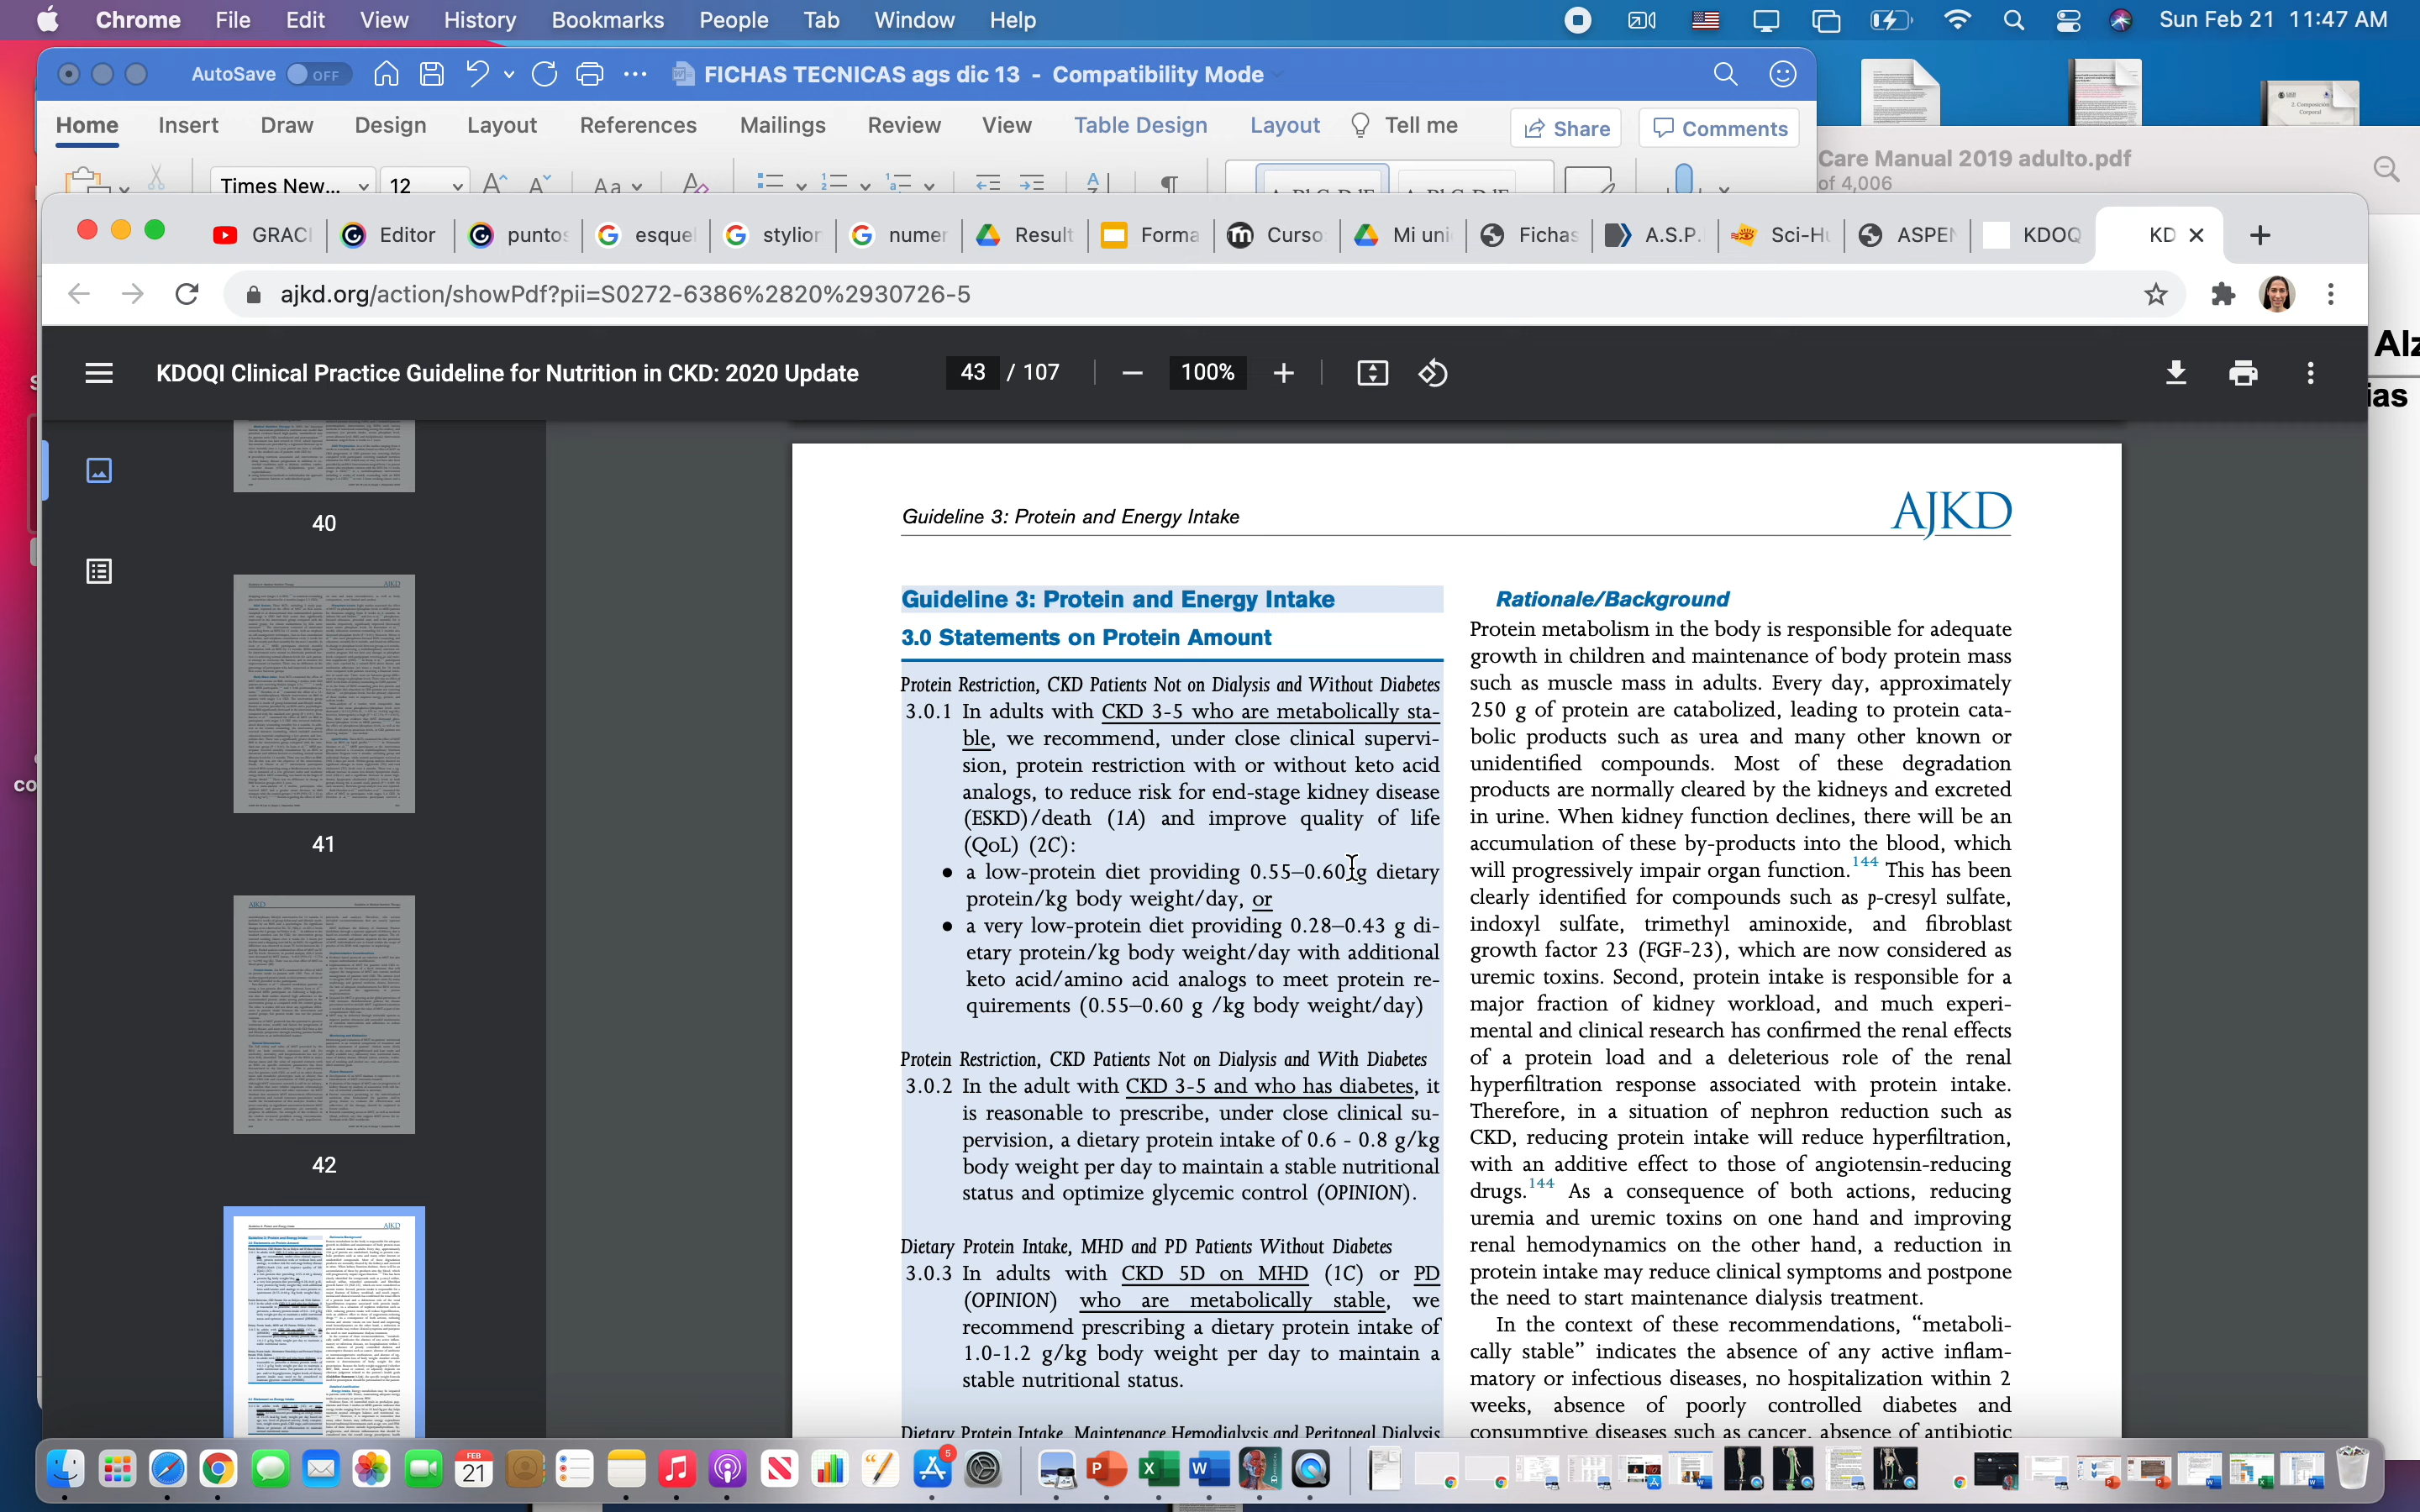 Chrome File Edit View History Bookmarks People Tab Window Help
Sun Feb 21 11:47 AM
AutoSave OFF
FICHAS TECNICAS ags dic 13 - Compatibility Mode
Home Insert Draw Design Layout References Mailings Review View Table Design Layout Tell me Share Comments
Times New... 12
Care Manual 2019 adulto.pdf
of 4,006
GRACI Editor punto esque stylion numer Result Forma Curso Mi uni Fichas A.S.P. Sci-Hu ASPEN KDOQ KD
ajkd.org/action/showPdf?pii=S0272-6386%2820%2930726-5
KDOQI Clinical Practice Guideline for Nutrition in CKD: 2020 Update
43 / 107
100%
40
41
42
Guideline 3: Protein and Energy Intake
AJKD
Guideline 3: Protein and Energy Intake
3.0 Statements on Protein Amount
Protein Restriction, CKD Patients Not on Dialysis and Without Diabetes
3.0.1 In adults with CKD 3-5 who are metabolically sta-
ble, we recommend, under close clinical supervi-
sion, protein restriction with or without keto acid
analogs, to reduce risk for end-stage kidney disease
(ESKD)/death (1A) and improve quality of life
(QoL) (2C):
● a low-protein diet providing 0.55–0.60 g dietary
protein/kg body weight/day, or
● a very low-protein diet providing 0.28–0.43 g di-
etary protein/kg body weight/day with additional
keto acid/amino acid analogs to meet protein re-
quirements (0.55–0.60 g /kg body weight/day)
Protein Restriction, CKD Patients Not on Dialysis and With Diabetes
3.0.2 In the adult with CKD 3-5 and who has diabetes, it
is reasonable to prescribe, under close clinical su-
pervision, a dietary protein intake of 0.6 - 0.8 g/kg
body weight per day to maintain a stable nutritional
status and optimize glycemic control (OPINION).
Dietary Protein Intake, MHD and PD Patients Without Diabetes
3.0.3 In adults with CKD 5D on MHD (1C) or PD
(OPINION) who are metabolically stable, we
recommend prescribing a dietary protein intake of
1.0-1.2 g/kg body weight per day to maintain a
stable nutritional status.
Dietary Protein Intake, Maintenance Hemodialysis and Peritoneal Dialysis
Rationale/Background
Protein metabolism in the body is responsible for adequate
growth in children and maintenance of body protein mass
such as muscle mass in adults. Every day, approximately
250 g of protein are catabolized, leading to protein cata-
bolic products such as urea and many other known or
unidentified compounds. Most of these degradation
products are normally cleared by the kidneys and excreted
in urine. When kidney function declines, there will be an
accumulation of these by-products into the blood, which
will progressively impair organ function.144 This has been
clearly identified for compounds such as p-cresyl sulfate,
indoxyl sulfate, trimethyl aminoxide, and fibroblast
growth factor 23 (FGF-23), which are now considered as
uremic toxins. Second, protein intake is responsible for a
major fraction of kidney workload, and much experi-
mental and clinical research has confirmed the renal effects
of a protein load and a deleterious role of the renal
hyperfiltration response associated with protein intake.
Therefore, in a situation of nephron reduction such as
CKD, reducing protein intake will reduce hyperfiltration,
with an additive effect to those of angiotensin-reducing
drugs.144 As a consequence of both actions, reducing
uremia and uremic toxins on one hand and improving
renal hemodynamics on the other hand, a reduction in
protein intake may reduce clinical symptoms and postpone
the need to start maintenance dialysis treatment.
In the context of these recommendations, “metaboli-
cally stable” indicates the absence of any active inflam-
matory or infectious diseases, no hospitalization within 2
weeks, absence of poorly controlled diabetes and
consumptive diseases such as cancer, absence of antibiotic
Alz
ias
co
FEB
21
5